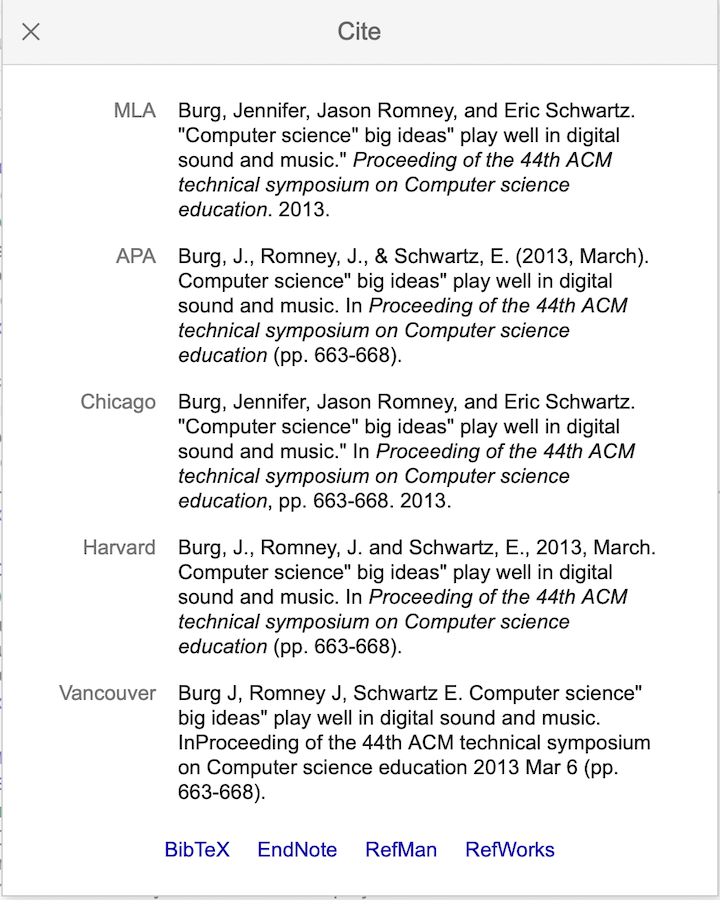 Cite
MLA
Burg, Jennifer, Jason Romney, and Eric Schwartz.
"Computer science" big ideas" play well in digital
sound and music." Proceeding of the 44th ACM
technical symposium on Computer science
education. 2013.
APA
Burg, J., Romney, J., & Schwartz, E. (2013, March).
Computer science" big ideas" play well in digital
sound and music. In Proceeding of the 44th ACM
technical symposium on Computer science
education (pp. 663-668).
Chicago
Burg, Jennifer, Jason Romney, and Eric Schwartz.
"Computer science" big ideas" play well in digital
sound and music." In Proceeding of the 44th ACM
technical symposium on Computer science
education, pp. 663-668. 2013.
Harvard
Burg, J., Romney, J. and Schwartz, E., 2013, March.
Computer science" big ideas" play well in digital
sound and music. In Proceeding of the 44th ACM
technical symposium on Computer science
education (pp. 663-668).
Vancouver
Burg J, Romney J, Schwartz E. Computer science"
big ideas" play well in digital sound and music.
InProceeding of the 44th ACM technical symposium
on Computer science education 2013 Mar 6 (pp.
663-668).
BibTeX EndNote RefMan RefWorks